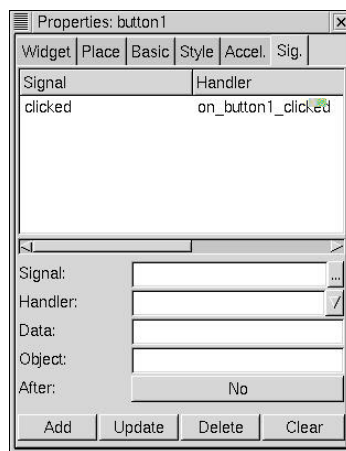 Properties: button1
Widget Place Basic Style Accel. Sig.
Signal Handler
clicked on_button1_clicked
Signal: ...
Handler:
Data:
Object:
After: No
Add Update Delete Clear